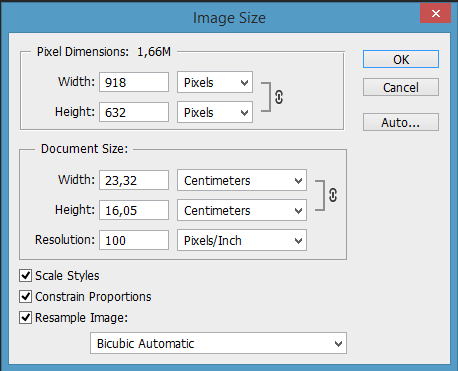 Image Size
Pixel Dimensions: 1,66M
Width: 918 Pixels
Height: 632 Pixels
OK
Cancel
Auto...
Document Size:
Width: 23,32 Centimeters
Height: 16,05 Centimeters
Resolution: 100 Pixels/Inch
Scale Styles
Constrain Proportions
Resample Image:
Bicubic Automatic